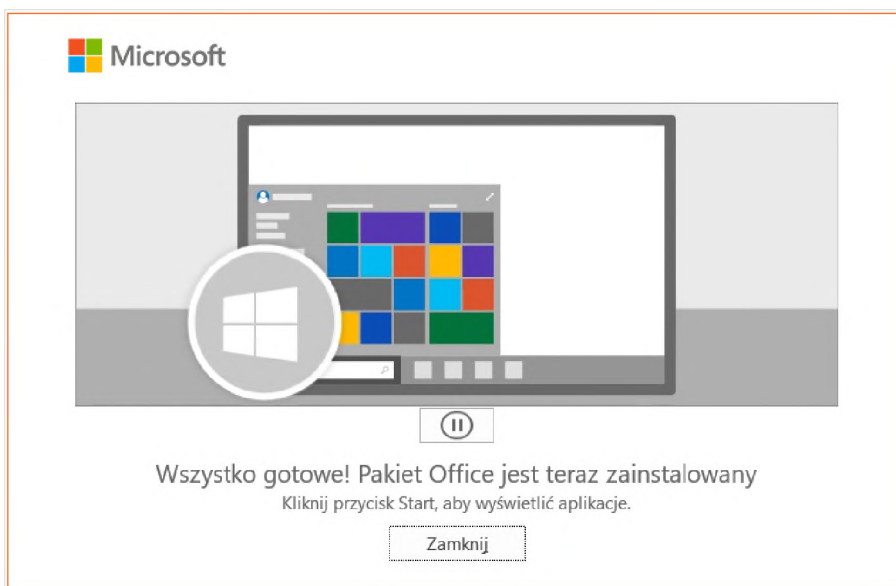 Microsoft
Wszystko gotowe! Pakiet Office jest teraz zainstalowany
Kliknij przycisk Start, aby wyświetlić aplikacje.
Zamknij